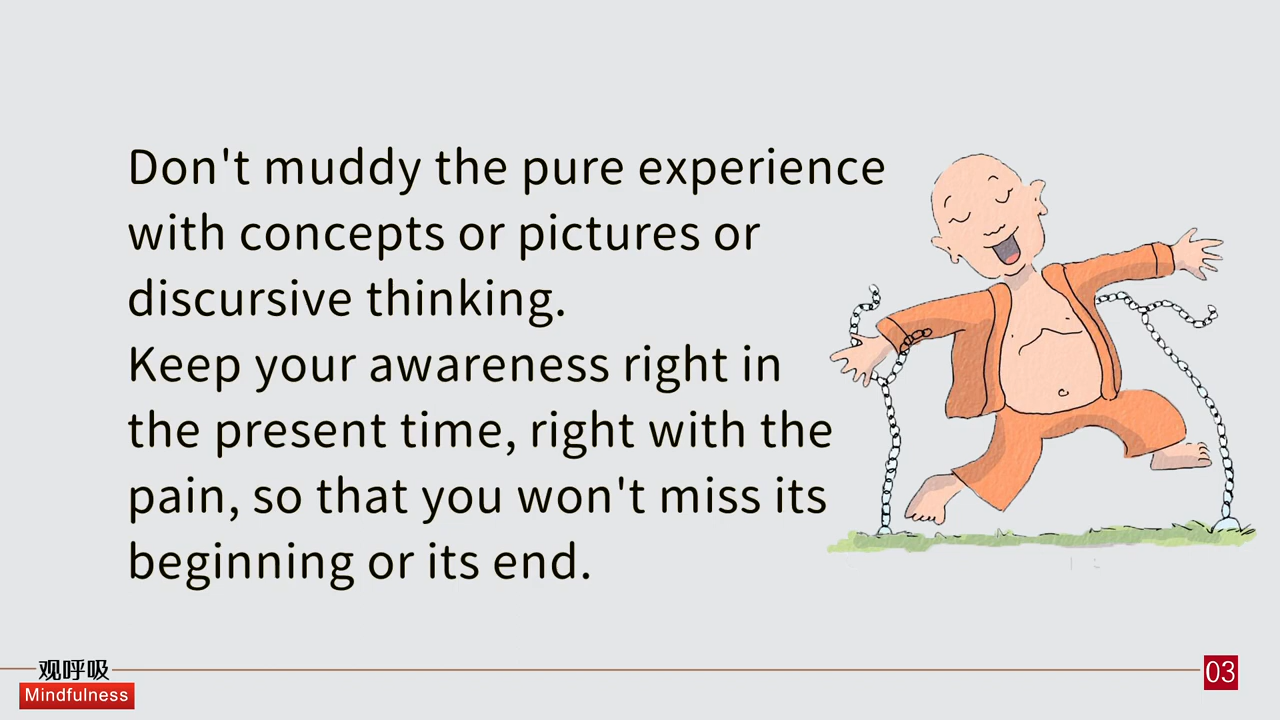 Don't muddy the pure experience
with concepts or pictures or
discursive thinking.
Keep your awareness right in
the present time, right with the
pain, so that you won't miss its
beginning or its end.
观呼吸
Mindfulness
03